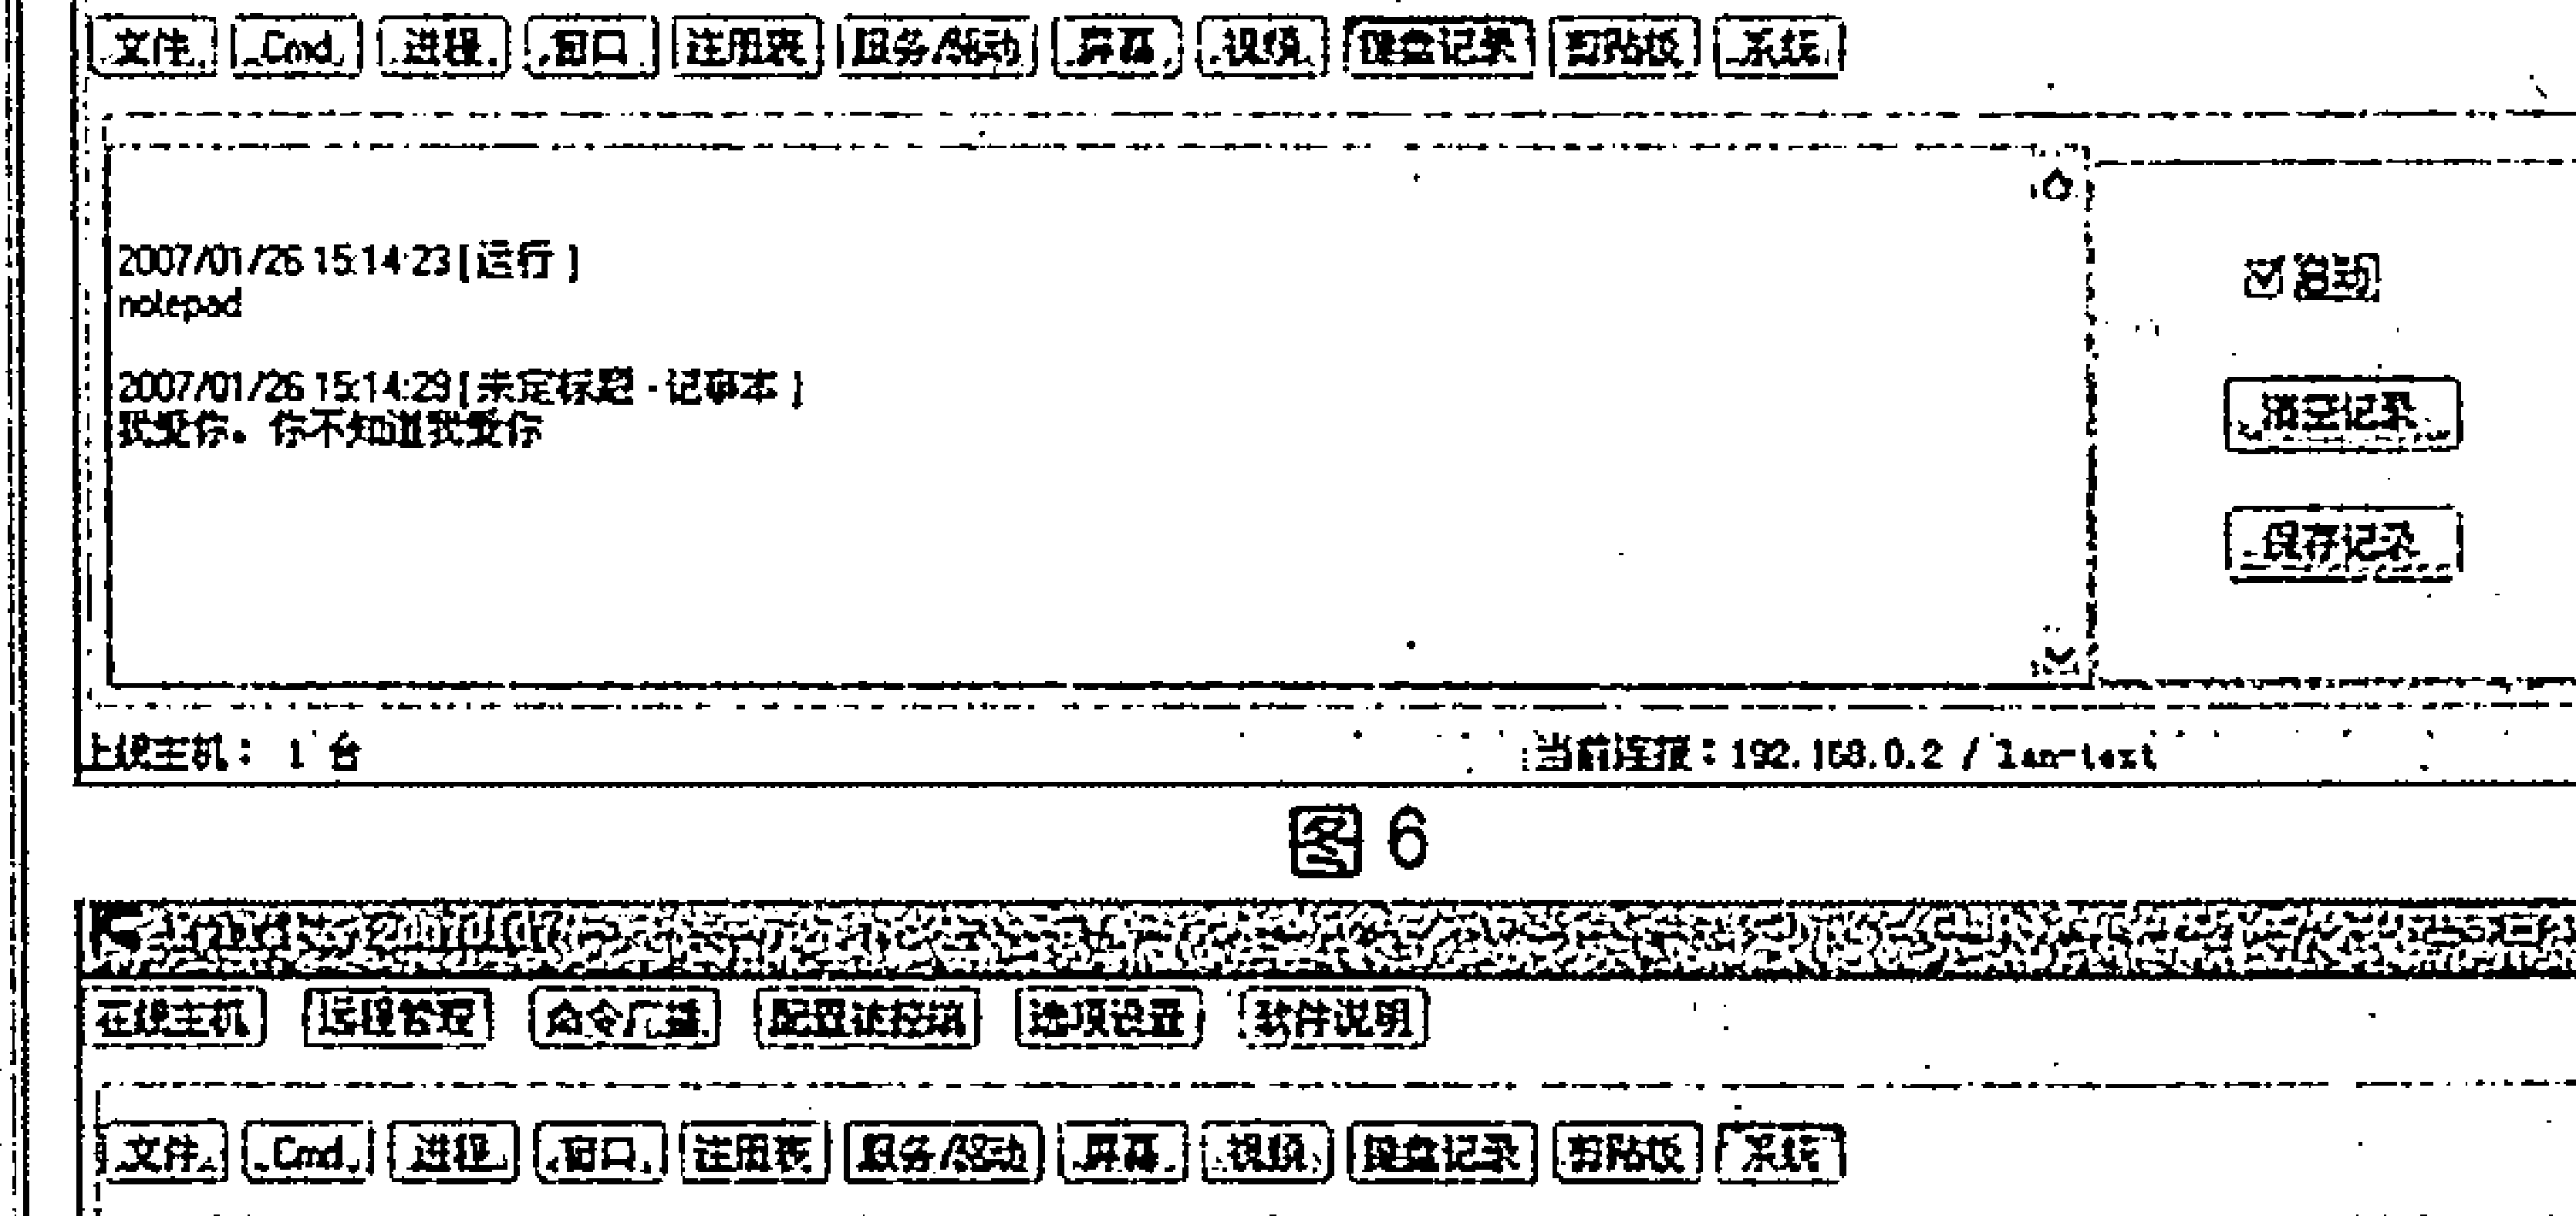 文件 Cmd 进程 窗口 注册表 服务/驱动 屏幕 视频 键盘记录 剪贴板 系统
2007/01/26 15:14:23 [ 运行 ]
notepad
2007/01/26 15:14:29 [ 未定标题 - 记事本 ]
我爱你。你不知道我爱你
启动
清空记录
保存记录
上线主机： 1 台
当前连接：192.168.0.2 / lan-text
图 6
在线主机 远程管理 命令广播 配置被控端 选项设置 软件说明
文件 Cmd 进程 窗口 注册表 服务/驱动 屏幕 视频 键盘记录 剪贴板 系统